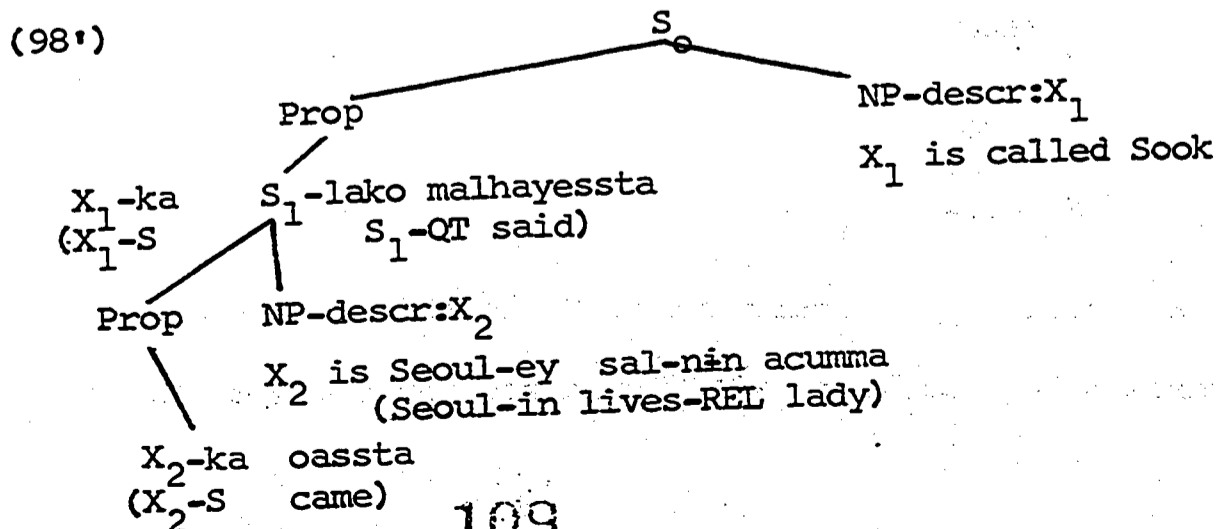 (98')
S₀
Prop NP-descr:X₁
X₁ is called Sook
X₁-ka S₁-lako malhayessta
(X₁-S S₁-QT said)
Prop NP-descr:X₂
X₂ is Seoul-ey sal-nɨn acumma
(Seoul-in lives-REL lady)
X₂-ka oassta
(X₂-S came)
109